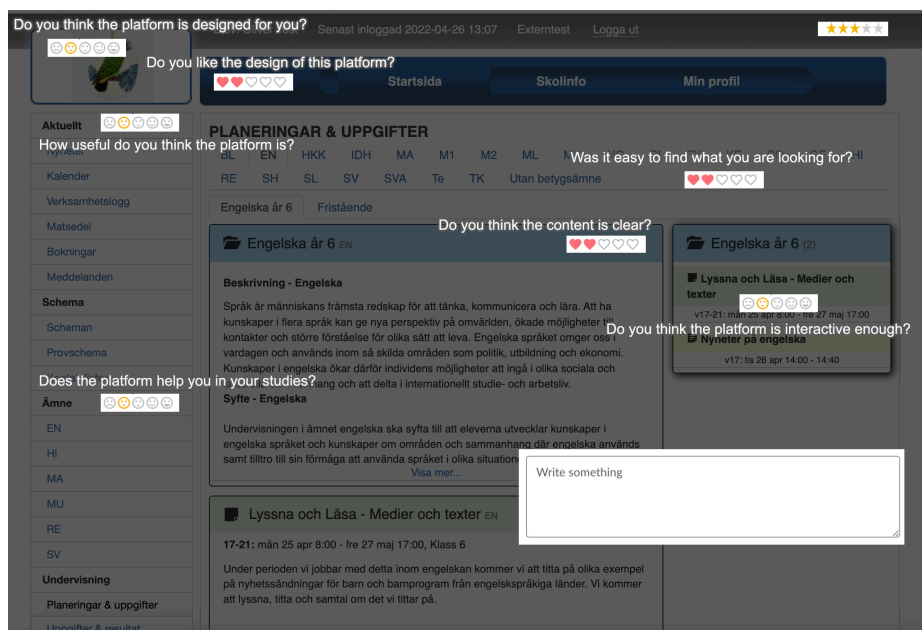 Do you think the platform is designed for you?
Senast inloggad 2022-04-26 13:07 Externtest Logga ut
Do you like the design of this platform?
Startsida Skolinfo Min profil
Aktuellt
How useful do you think the platform is?
Nyheter
Kalender
Verksamhetslogg
Matsedel
Bokningar
Meddelanden
Schema
Scheman
Provschema
Does the platform help you in your studies?
Ämne
EN
HI
MA
MU
RE
SV
Undervisning
Planeringar & uppgifter
Uppgifter & resultat
PLANERINGAR & UPPGIFTER
BL EN HKK IDH MA M1 M2 ML HI
Was it easy to find what you are looking for?
RE SH SL SV SVA Te TK Utan betygsämne
Engelska år 6 Fristående
Do you think the content is clear?
Engelska år 6 EN
Beskrivning - Engelska
Språk är människans främsta redskap för att tänka, kommunicera och lära. Att ha
kunskaper i flera språk kan ge nya perspektiv på omvärlden, ökade möjligheter till
kontakter och större förståelse för olika sätt att leva. Engelska språket omger oss i
vardagen och används inom så skilda områden som politik, utbildning och ekonomi.
Kunskaper i engelska ökar därför individens möjligheter att ingå i olika sociala och
och att delta i internationellt studie- och arbetsliv.
Syfte - Engelska
Undervisningen i ämnet engelska ska syfta till att eleverna utvecklar kunskaper i
engelska språket och kunskaper om områden och sammanhang där engelska används
samt tilltro till sin förmåga att använda språket i olika situationer
Visa mer...
Engelska år 6 (2)
Lyssna och Läsa - Medier och
texter
v17-21: mån 25 apr 8:00 - fre 27 maj 17:00
Do you think the platform is interactive enough?
Nyheter på engelska
v17: tis 26 apr 14:00 - 14:40
Write something
Lyssna och Läsa - Medier och texter EN
17-21: mån 25 apr 8:00 - fre 27 maj 17:00, Klass 6
Under perioden vi jobbar med detta inom engelskan kommer vi att titta på olika exempel
på nyhetssändningar för barn och barnprogram från engelskspråkiga länder. Vi kommer
att lyssna, titta och samtal om det vi tittar på.